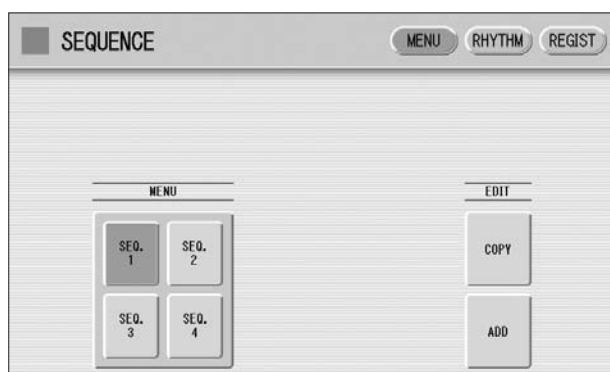 SEQUENCE
MENU RHYTHM REGIST
MENU
EDIT
SEQ. 1
SEQ. 2
COPY
SEQ. 3
SEQ. 4
ADD